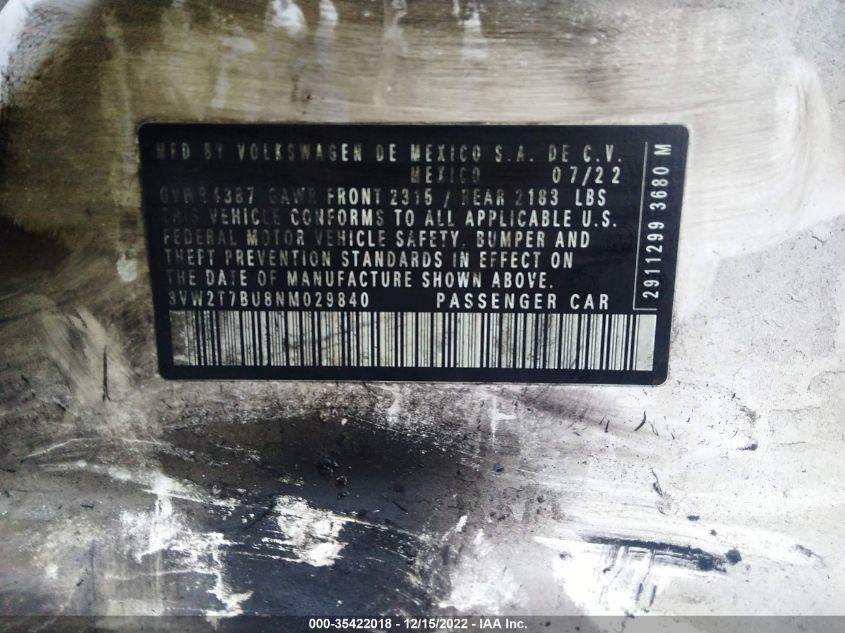 MFD BY VOLKSWAGEN DE MEXICO S.A. DE C.V.
MEXICO 07/22
GVWR 4387 GAWR FRONT 2315 / REAR 2183 LBS
THIS VEHICLE CONFORMS TO ALL APPLICABLE U.S.
FEDERAL MOTOR VEHICLE SAFETY, BUMPER AND
THEFT PREVENTION STANDARDS IN EFFECT ON
THE DATE OF MANUFACTURE SHOWN ABOVE.
3VW2T7BU8NM029840 PASSENGER CAR
2911299 3680 M
000-35422018 - 12/15/2022 - IAA Inc.